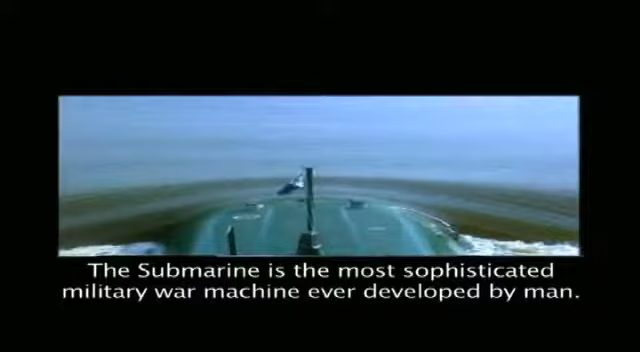 The Submarine is the most sophisticated
military war machine ever developed by man.